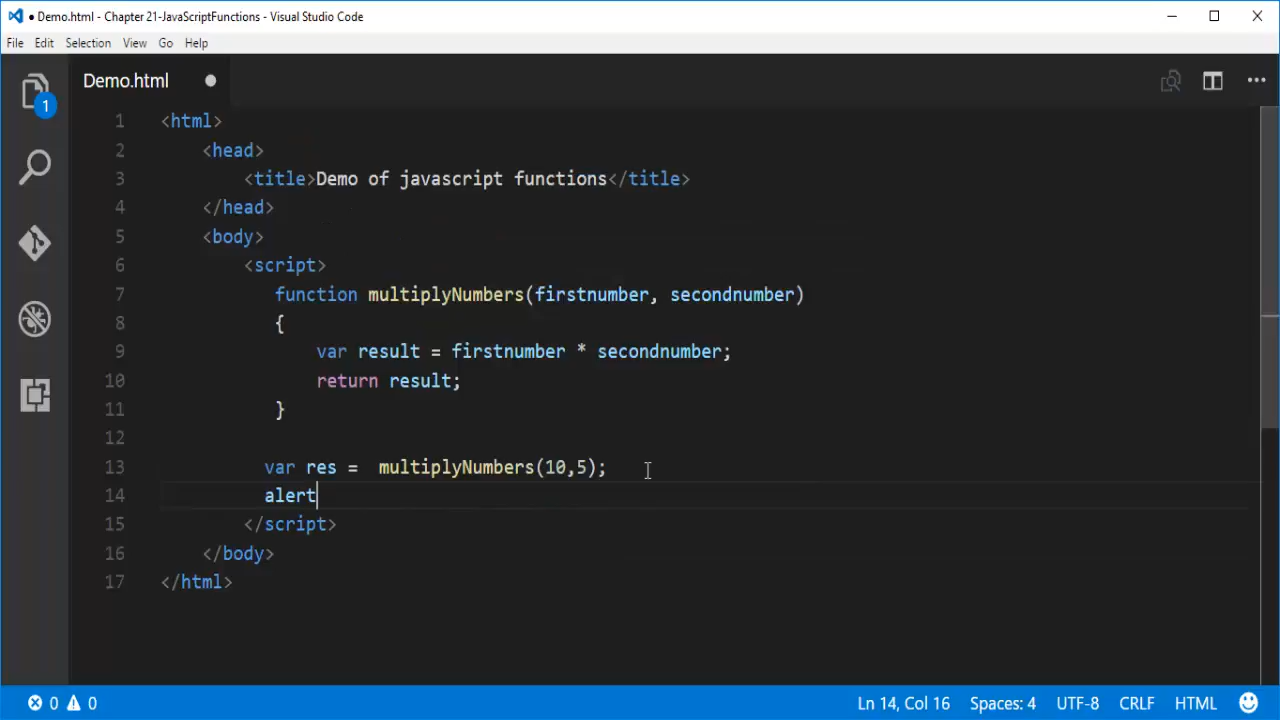 ● Demo.html - Chapter 21-JavaScriptFunctions - Visual Studio Code
File Edit Selection View Go Help
Demo.html ●
1
1 <html>
2 <head>
3 <title>Demo of javascript functions</title>
4 </head>
5 <body>
6 <script>
7 function multiplyNumbers(firstnumber, secondnumber)
8 {
9 var result = firstnumber * secondnumber;
10 return result;
11 }
12
13 var res =  multiplyNumbers(10,5);
14 alert
15 </script>
16 </body>
17 </html>
0 0 Ln 14, Col 16 Spaces: 4 UTF-8 CRLF HTML